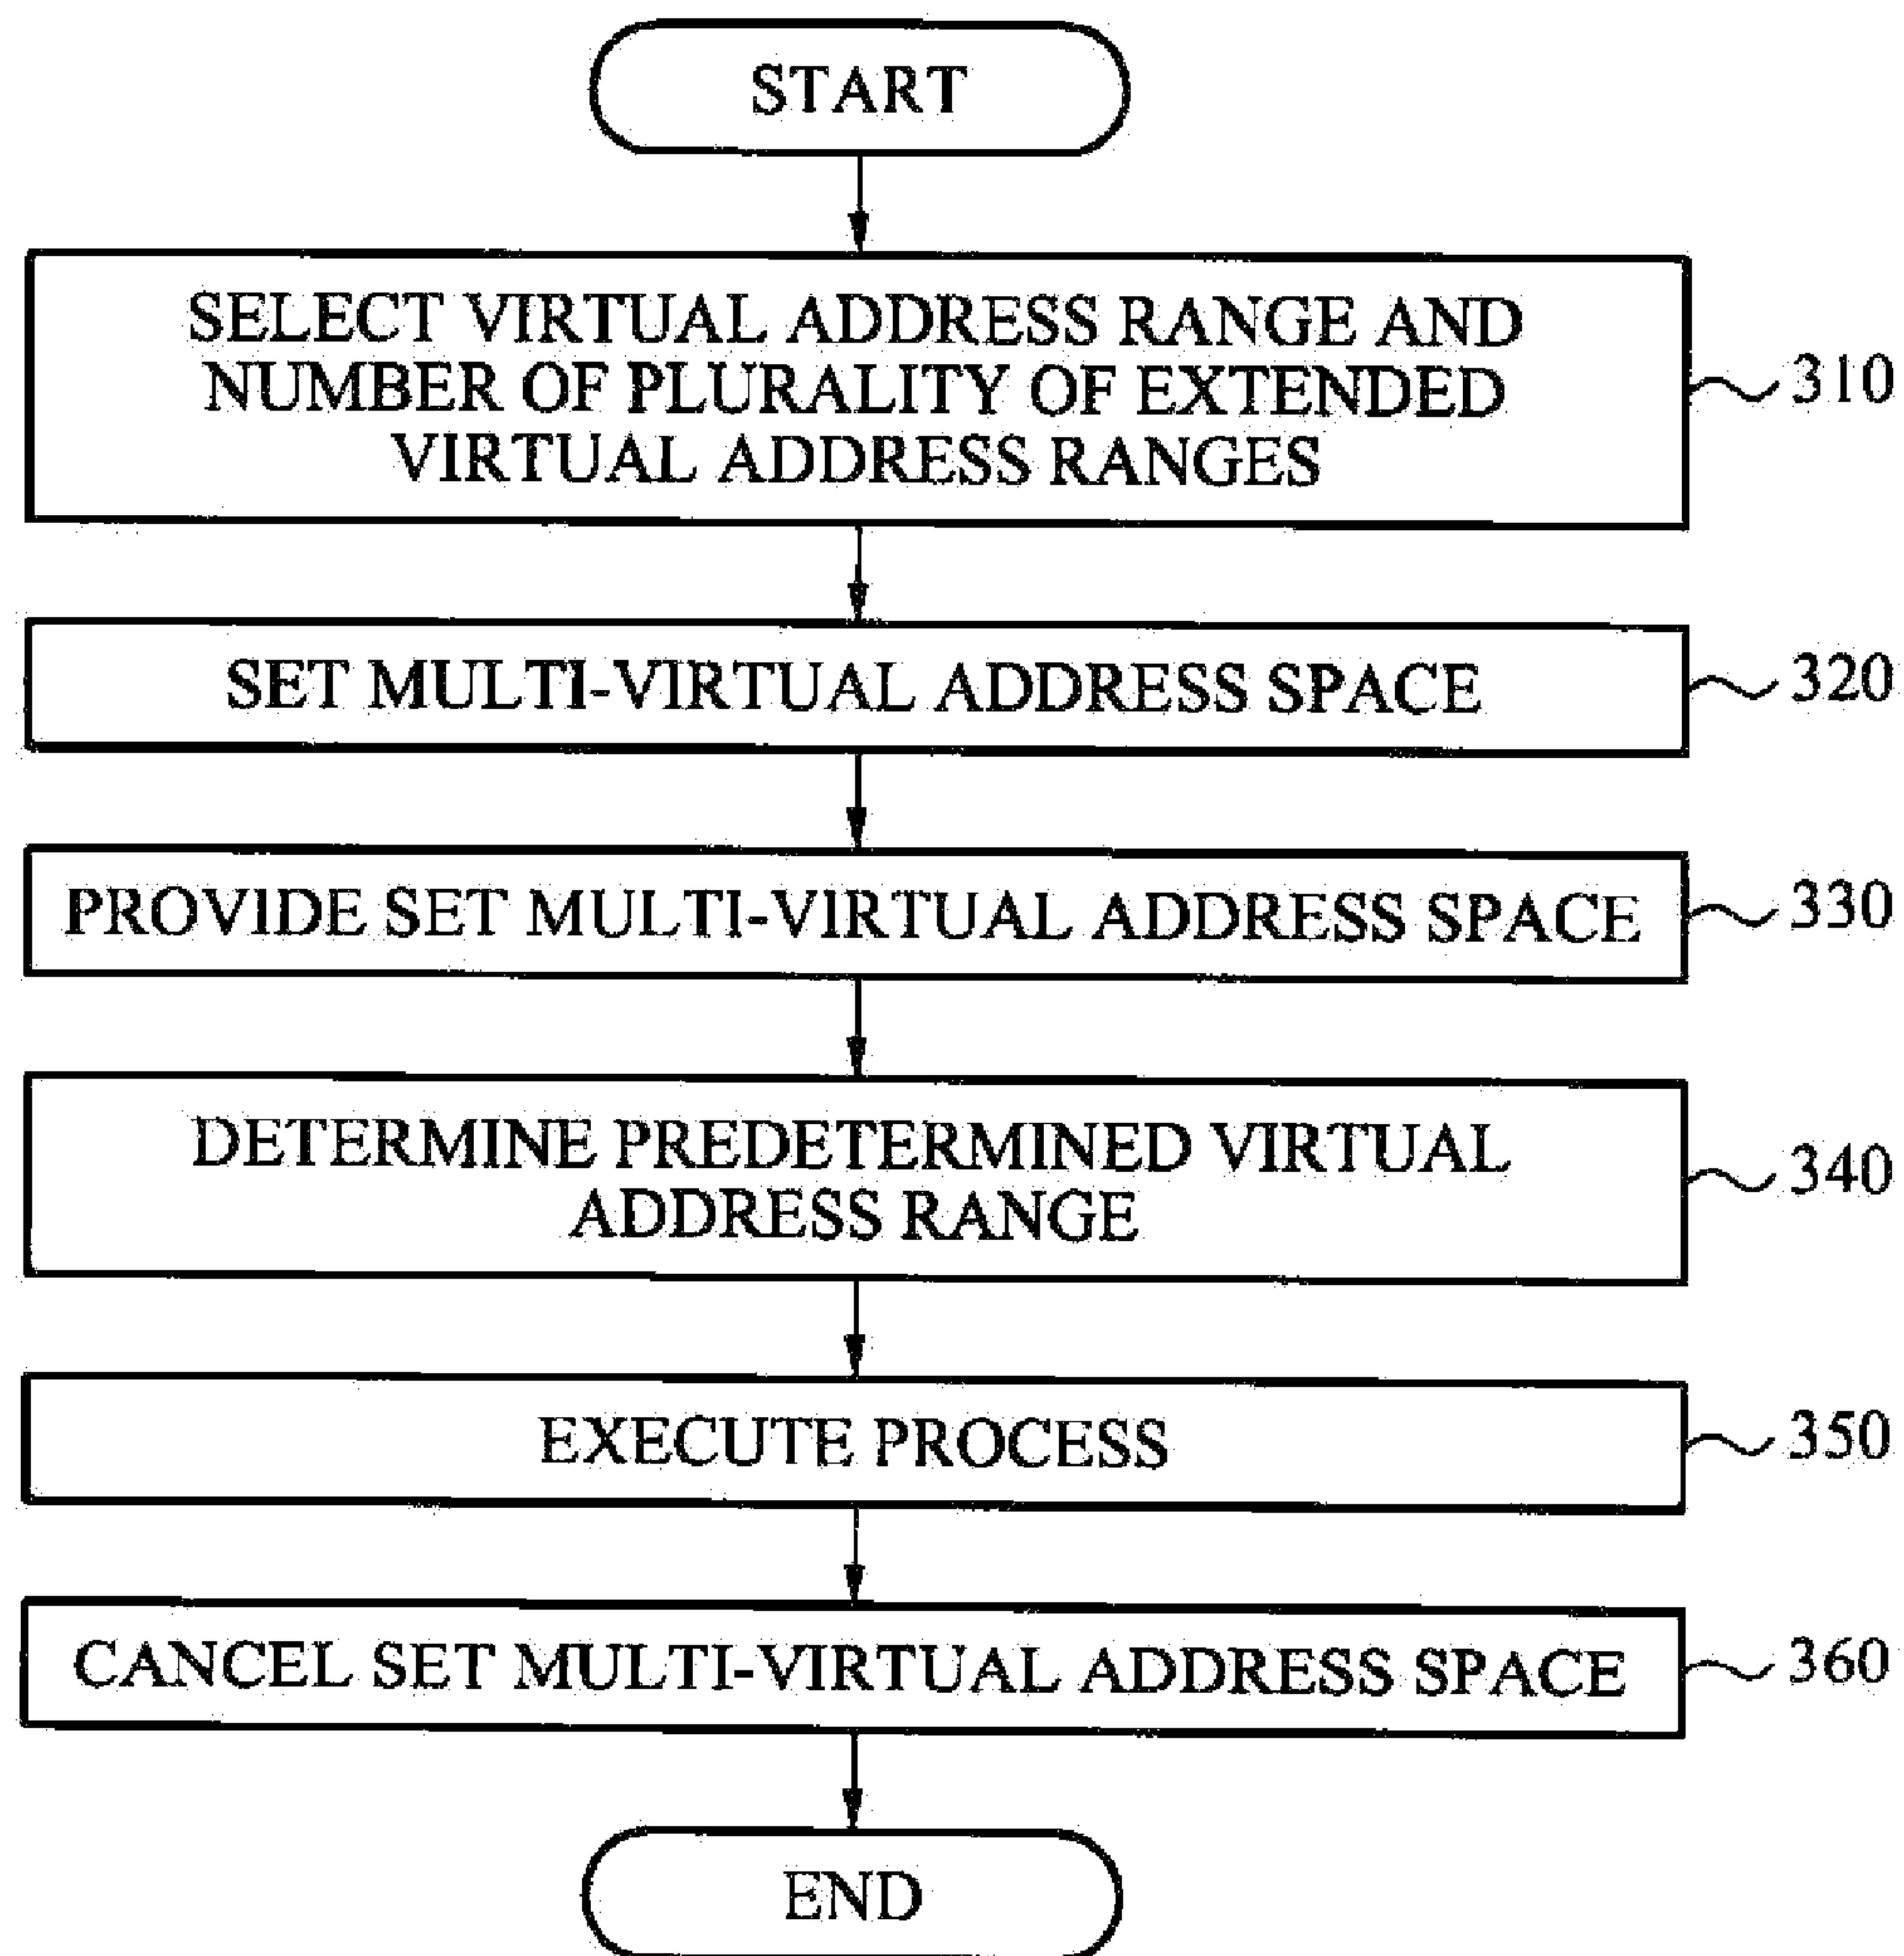 START
SELECT VIRTUAL ADDRESS RANGE AND
NUMBER OF PLURALITY OF EXTENDED
VIRTUAL ADDRESS RANGES
310
SET MULTI-VIRTUAL ADDRESS SPACE
320
PROVIDE SET MULTI-VIRTUAL ADDRESS SPACE
330
DETERMINE PREDETERMINED VIRTUAL
ADDRESS RANGE
340
EXECUTE PROCESS
350
CANCEL SET MULTI-VIRTUAL ADDRESS SPACE
360
END